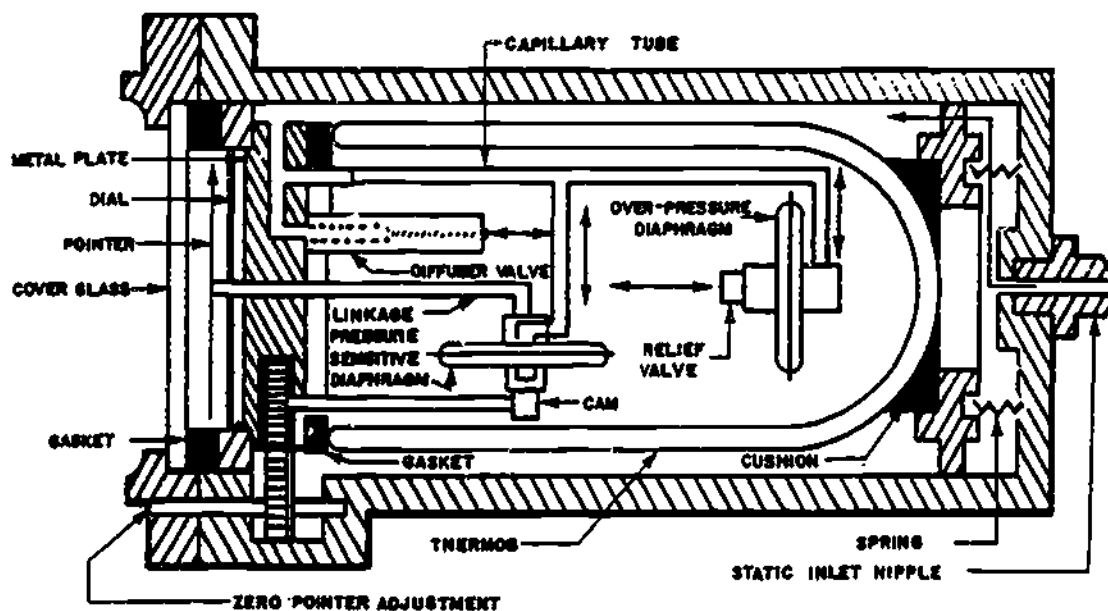 CAPILLARY TUBE
METAL PLATE
DIAL
POINTER
COVER GLASS
OVER-PRESSURE
DIAPHRAGM
DIFFUSER VALVE
LINKAGE
PRESSURE
SENSITIVE
DIAPHRAGM
RELIEF
VALVE
CAM
GASKET
GASKET
CUSHION
THERMOS
SPRING
STATIC INLET NIPPLE
ZERO POINTER ADJUSTMENT